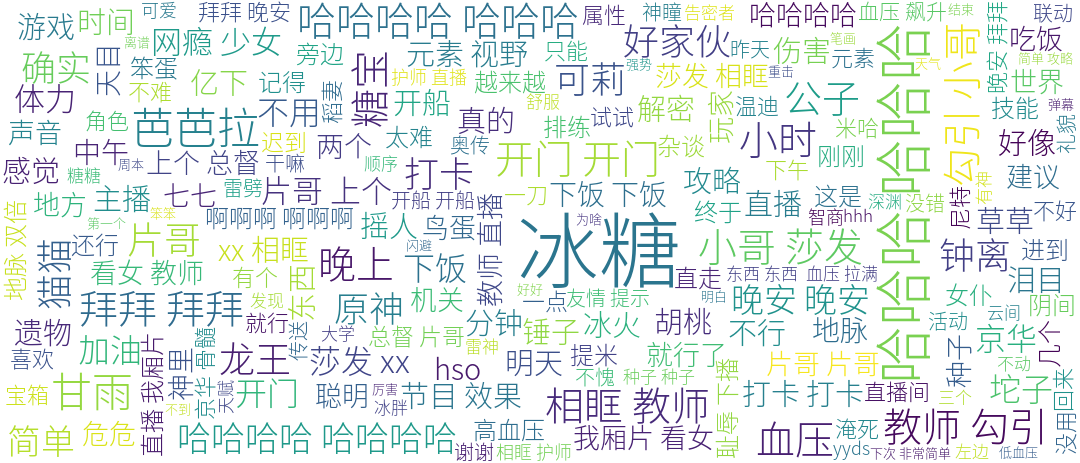 游戏
时间
可爱
拜拜 晚安
哈哈哈哈 哈哈哈
属性
神瞳
告密者
哈哈哈哈
血压 飙升
结束
联动
离谱
网瘾 少女
旁边
元素 视野
只能
好家伙
昨天
强势
笔画
伤害
元素
哈哈哈哈 哈哈哈哈
勾引 小哥
晚安 拜拜
吃饭
简单 攻略
确实
天目
笨蛋
亿下
记得
护师 直播
越来越
可莉
莎发 相眶
重击
天气
世界
体力
不难
糖宝
稻妻
开船
舒服
解密
玩家
温迪
公子
技能
弹幕
声音
角色
芭芭拉
不用
太难
真的
排练
试试
杂谈
小时
米哈
好像
礼貌
感觉
中午
周本
迟到
两个
奥传
开门 开门
刚刚
上个 总督
干嘛
顺序
打卡
下午
建议
糖糖
雷劈
片哥 上个
一刀
下饭 下饭
攻略
这是
深渊
没错
有神
地方
主播
七七
开船 开船
终于
直播
智商hhh
尼特
草草
不好
地脉 双倍
第一个
笨笨
啊啊啊 啊啊啊
鸟蛋
为啥
冰糖
猫猫
还行
片哥
摇人
闪避
教师 直播
小哥 莎发
钟离
进到
看女 教师
xx 相眶
晚上
下饭
直走
东西 东西
血压 拉满
泪目
有个
东西
原神
机关
好好
一点
友情 提示
明白
晚安 晚安
女仆
云间
阴间
拜拜 拜拜
发现
分钟
锤子
冰火
胡桃
不行
地脉
活动
遗物
就行
传送
大学
总督 片哥
雷神
京华
几个
喜欢
加油
直播 我厢片
神里
骨髓
龙王
莎发 xx
hso
明天
提米
就行了
片哥 片哥
种子
不动
宝箱
甘雨
京华
天赋
开门
聪明
厉害
冰胖
节目 效果
不愧
种子 种子
耻辱 下播
打卡 打卡
直播间
三个
坨子
没用
回来
简单
危危
不到
哈哈哈哈 哈哈哈哈
高血压
相眶 教师
血压
淹死
教师 勾引
谢谢
相眶 护师
我厢片 看女
yyds
下次
非常简单
左边
低血压